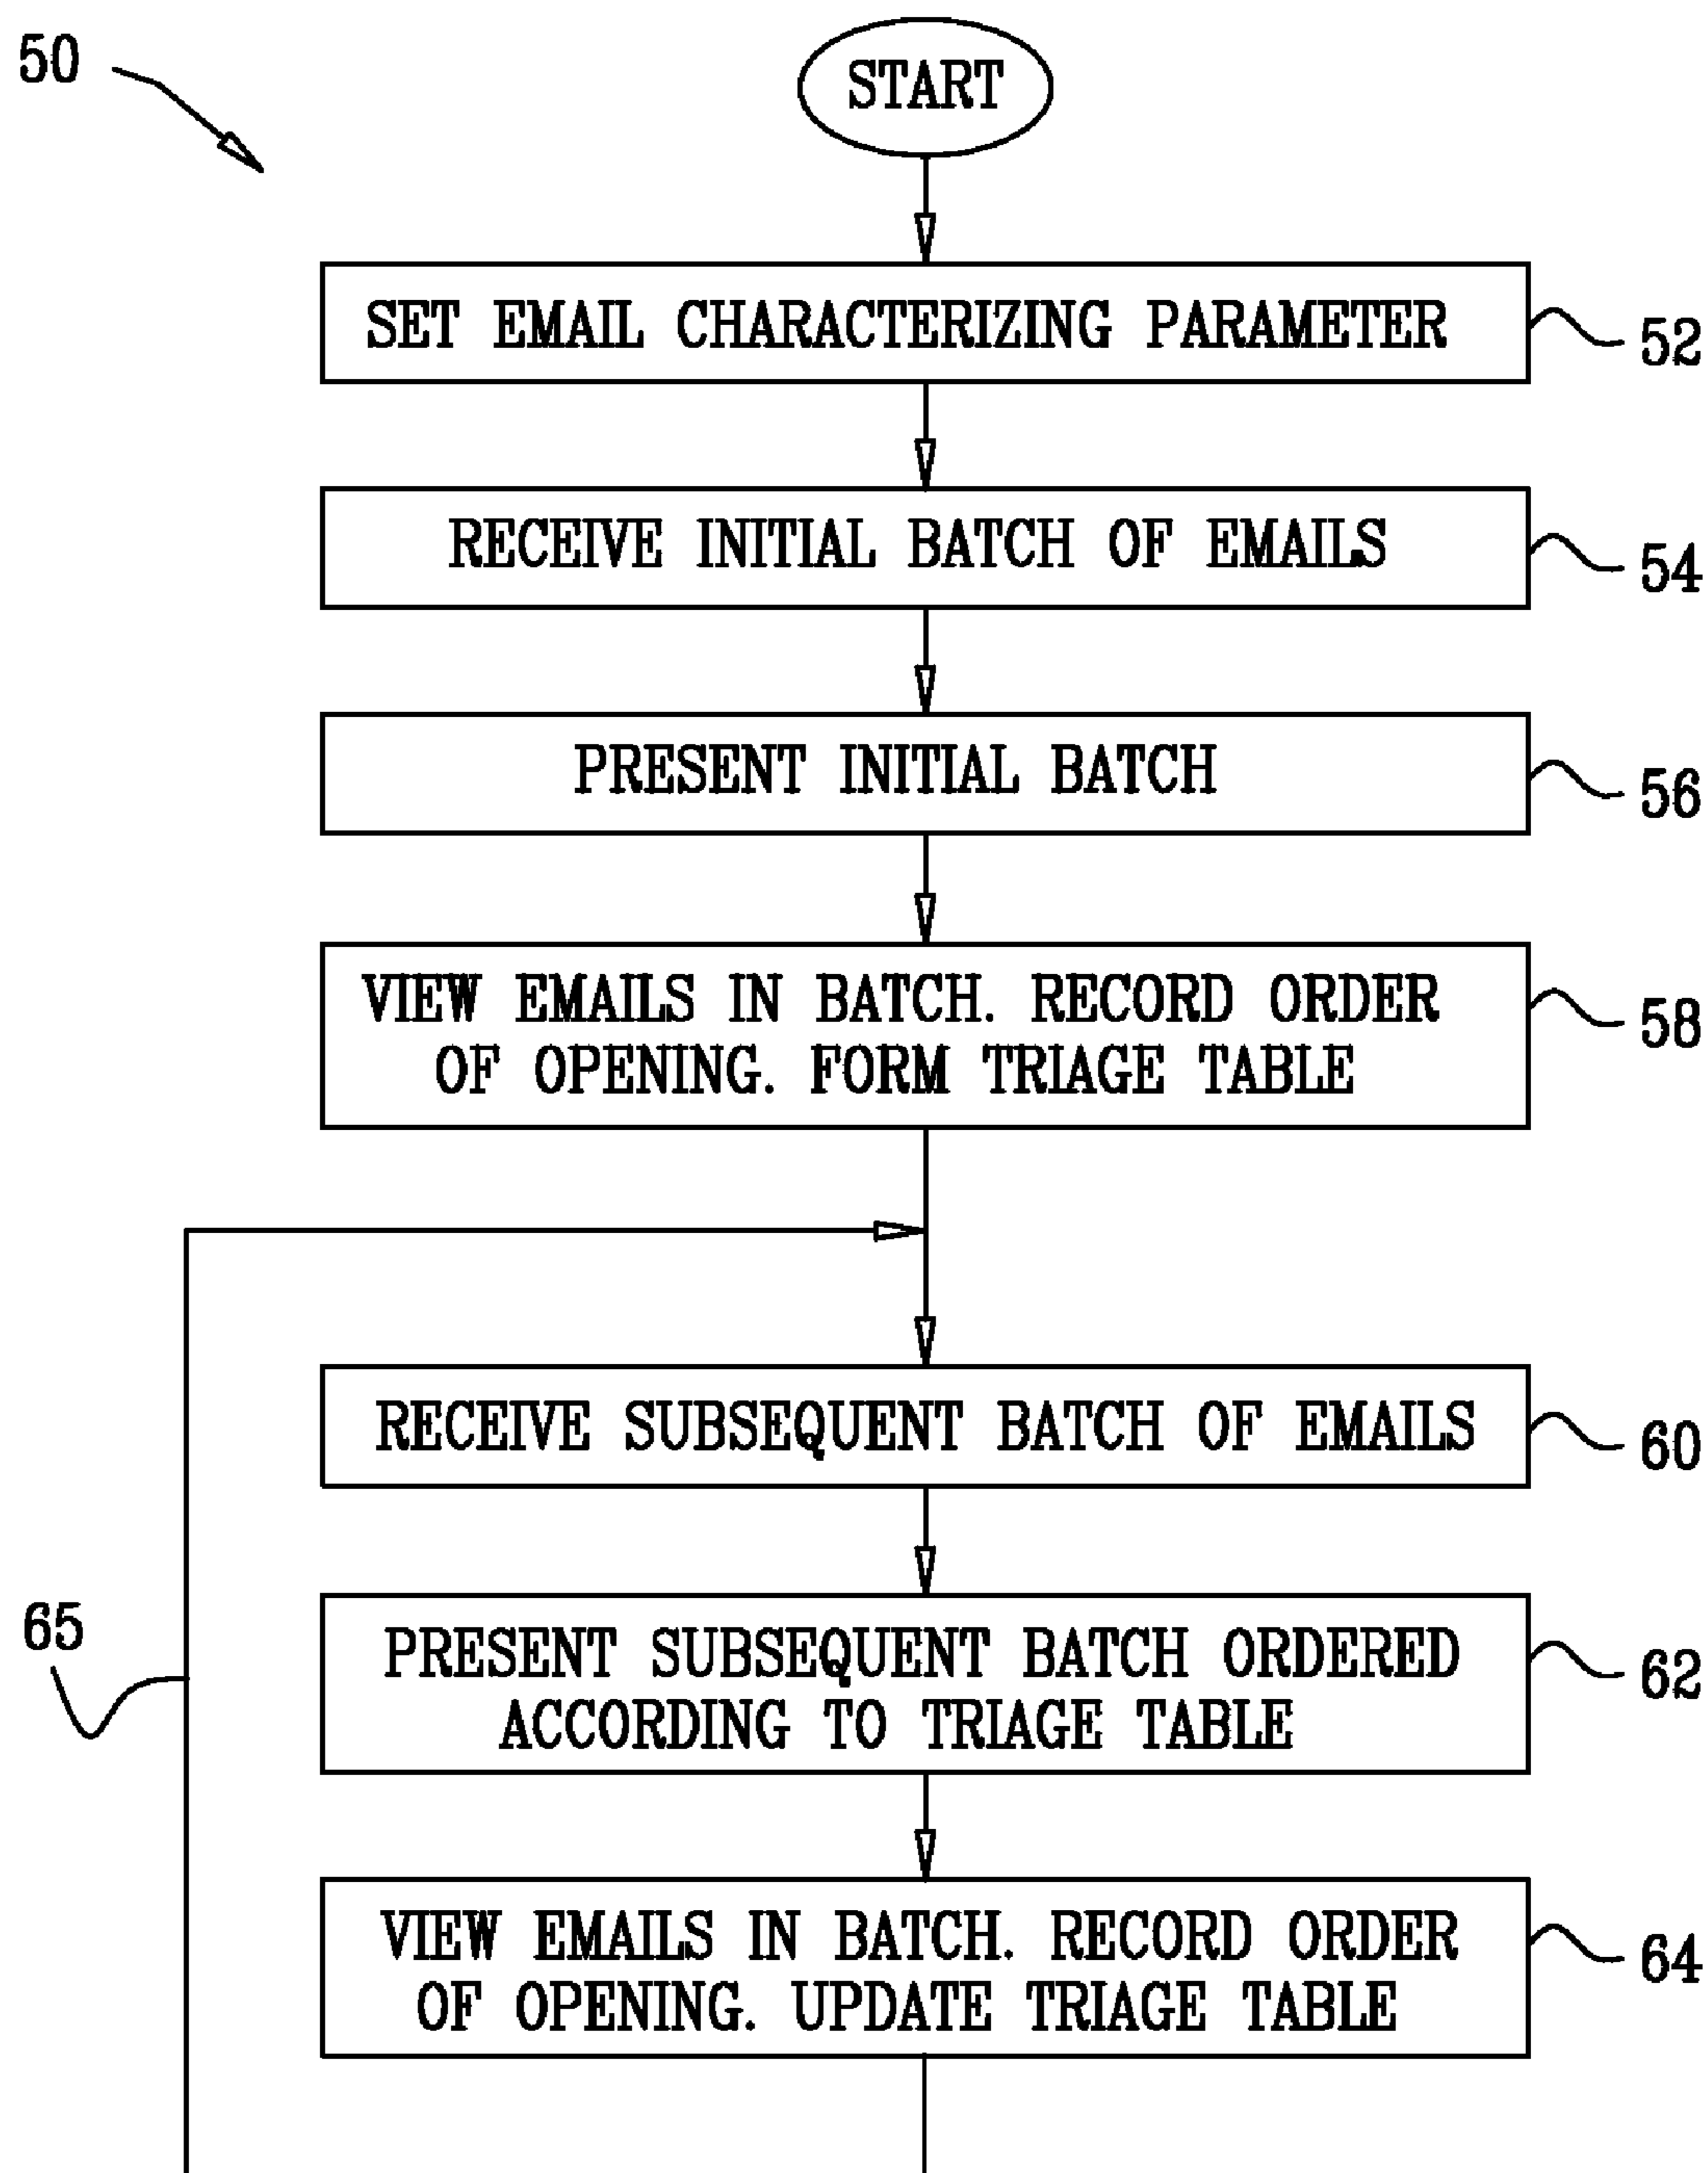 50
START
SET EMAIL CHARACTERIZING PARAMETER
52
RECEIVE INITIAL BATCH OF EMAILS
54
PRESENT INITIAL BATCH
56
VIEW EMAILS IN BATCH. RECORD ORDER
OF OPENING. FORM TRIAGE TABLE
58
RECEIVE SUBSEQUENT BATCH OF EMAILS
60
PRESENT SUBSEQUENT BATCH ORDERED
ACCORDING TO TRIAGE TABLE
62
65
VIEW EMAILS IN BATCH. RECORD ORDER
OF OPENING. UPDATE TRIAGE TABLE
64